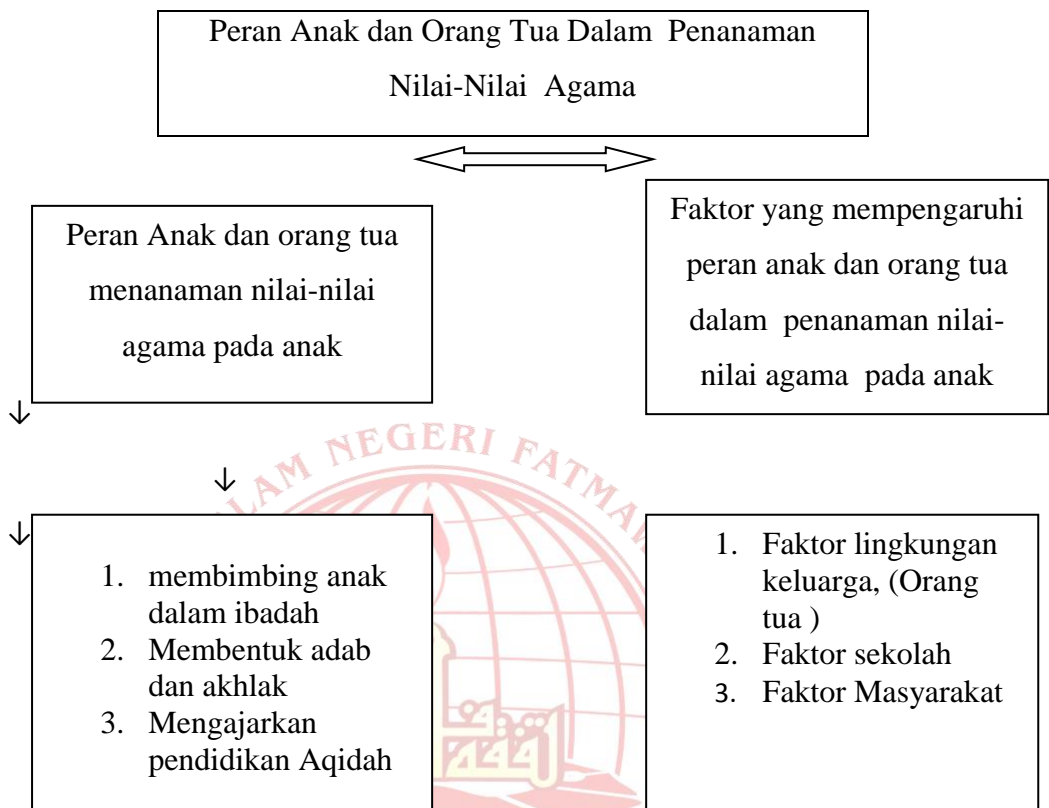 Peran Anak dan Orang Tua Dalam Penanaman
Nilai-Nilai Agama
Peran Anak dan orang tua
menanaman nilai-nilai
agama pada anak
Faktor yang mempengaruhi
peran anak dan orang tua
dalam penanaman nilai-
nilai agama pada anak
NEGERI
1. membimbing anak
dalam ibadah
2. Membentuk adab
dan akhlak
3. Mengajarkan
pendidikan Aqidah
1. Faktor lingkungan
keluarga, (Orang
tua )
2. Faktor sekolah
3. Faktor Masyarakat